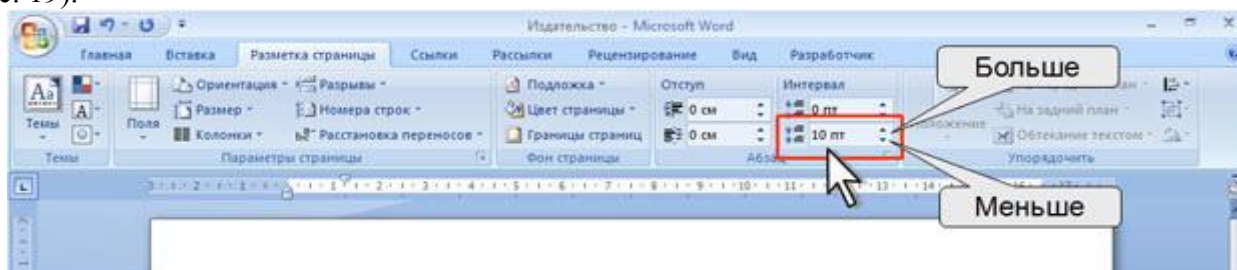 с. 19).
Издательство - Microsoft Word
Главная Вставка Разметка страницы Ссылки Рассылки Рецензирование Вид Разработчик
Больше
Ориентация Разрывы Подложка Отступ Интервал
Размер Номера строк Цвет страницы 0 см 0 пт На задний план
Темы Поля Колонки Расстановка переносов Границы страниц 0 см 10 пт Обтекание текстом
Темы Параметры страницы Фон страницы Упорядочить
Меньше